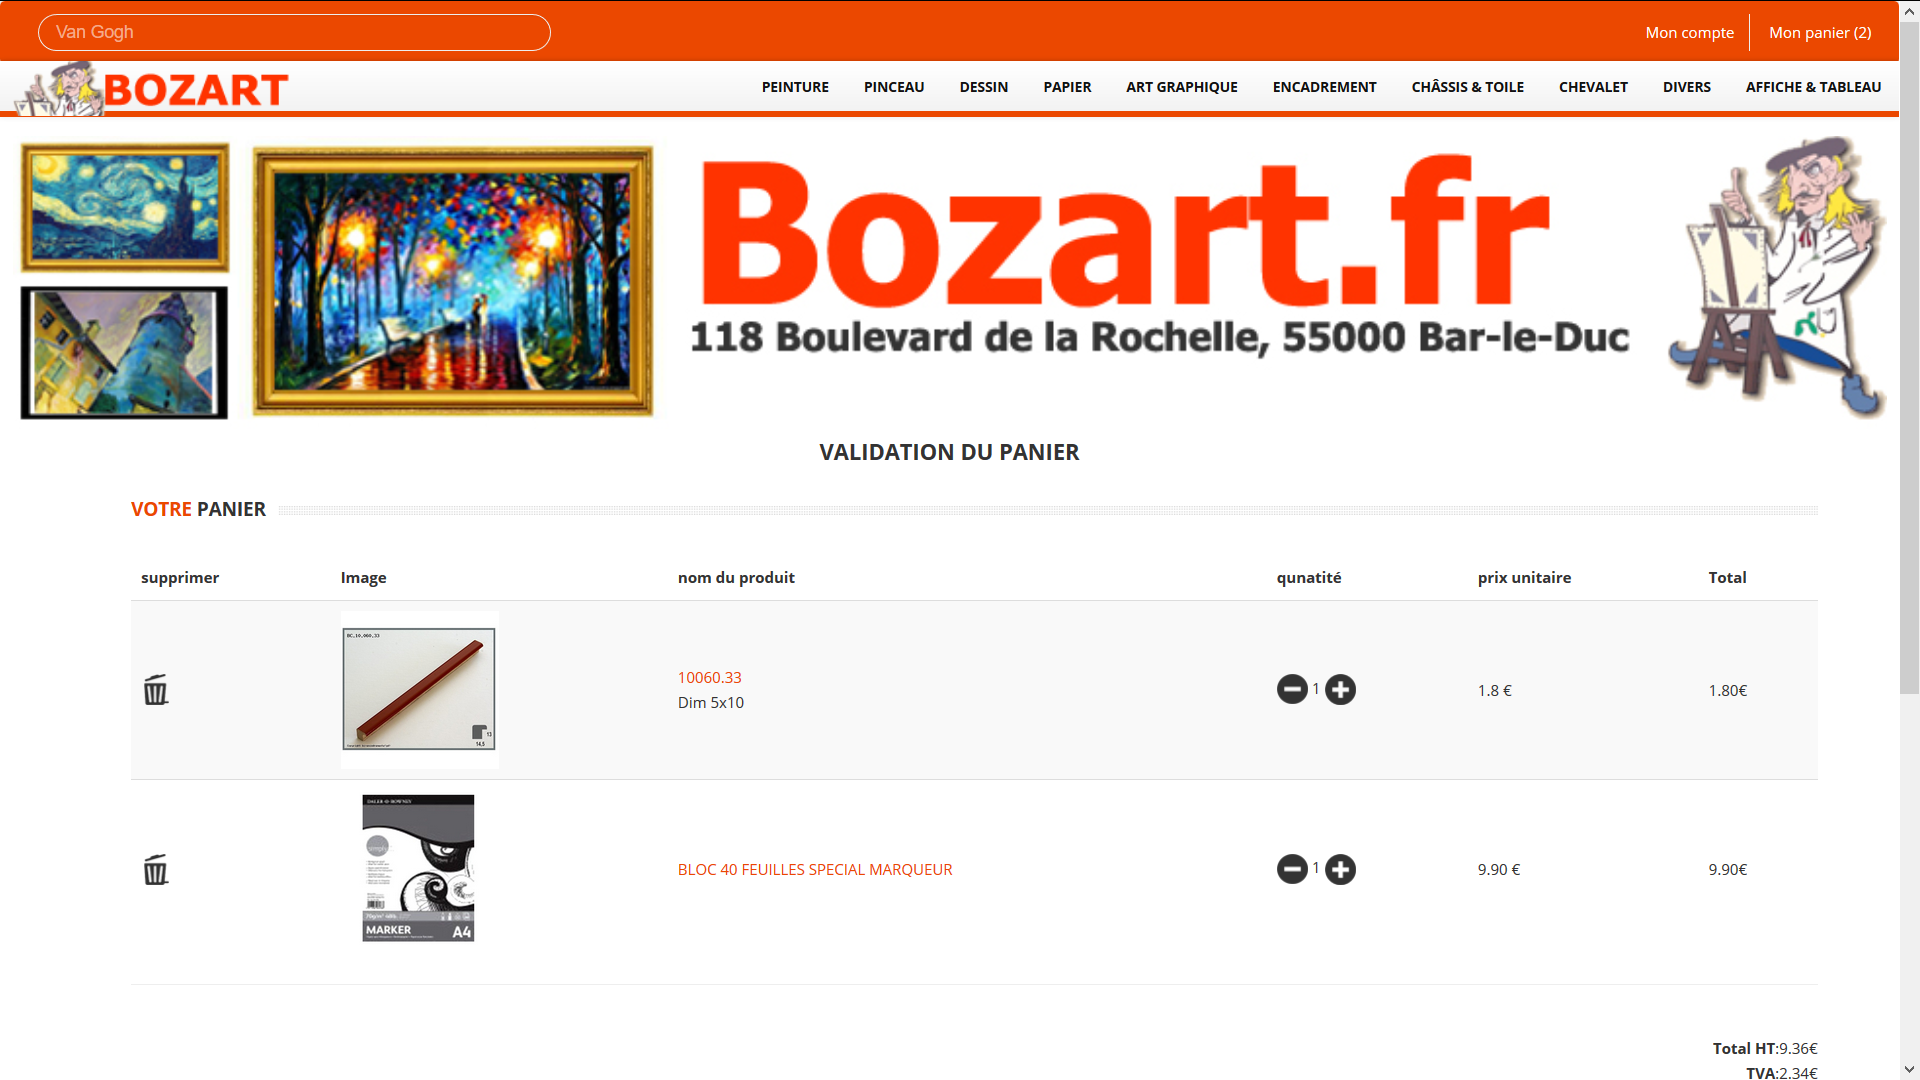 Van Gogh
Mon compte
Mon panier (2)
BOZART
PEINTURE
PINCEAU
DESSIN
PAPIER
ART GRAPHIQUE
ENCADREMENT
CHÂSSIS & TOILE
CHEVALET
DIVERS
AFFICHE & TABLEAU
Bozart.fr
118 Boulevard de la Rochelle, 55000 Bar-le-Duc
VALIDATION DU PANIER
VOTRE PANIER
supprimer
Image
nom du produit
qunatité
prix unitaire
Total
10060.33
Dim 5x10
1
1.8 €
1.80€
MARKER
A4
BLOC 40 FEUILLES SPECIAL MARQUEUR
1
9.90 €
9.90€
Total HT:9.36€
TVA:2.34€